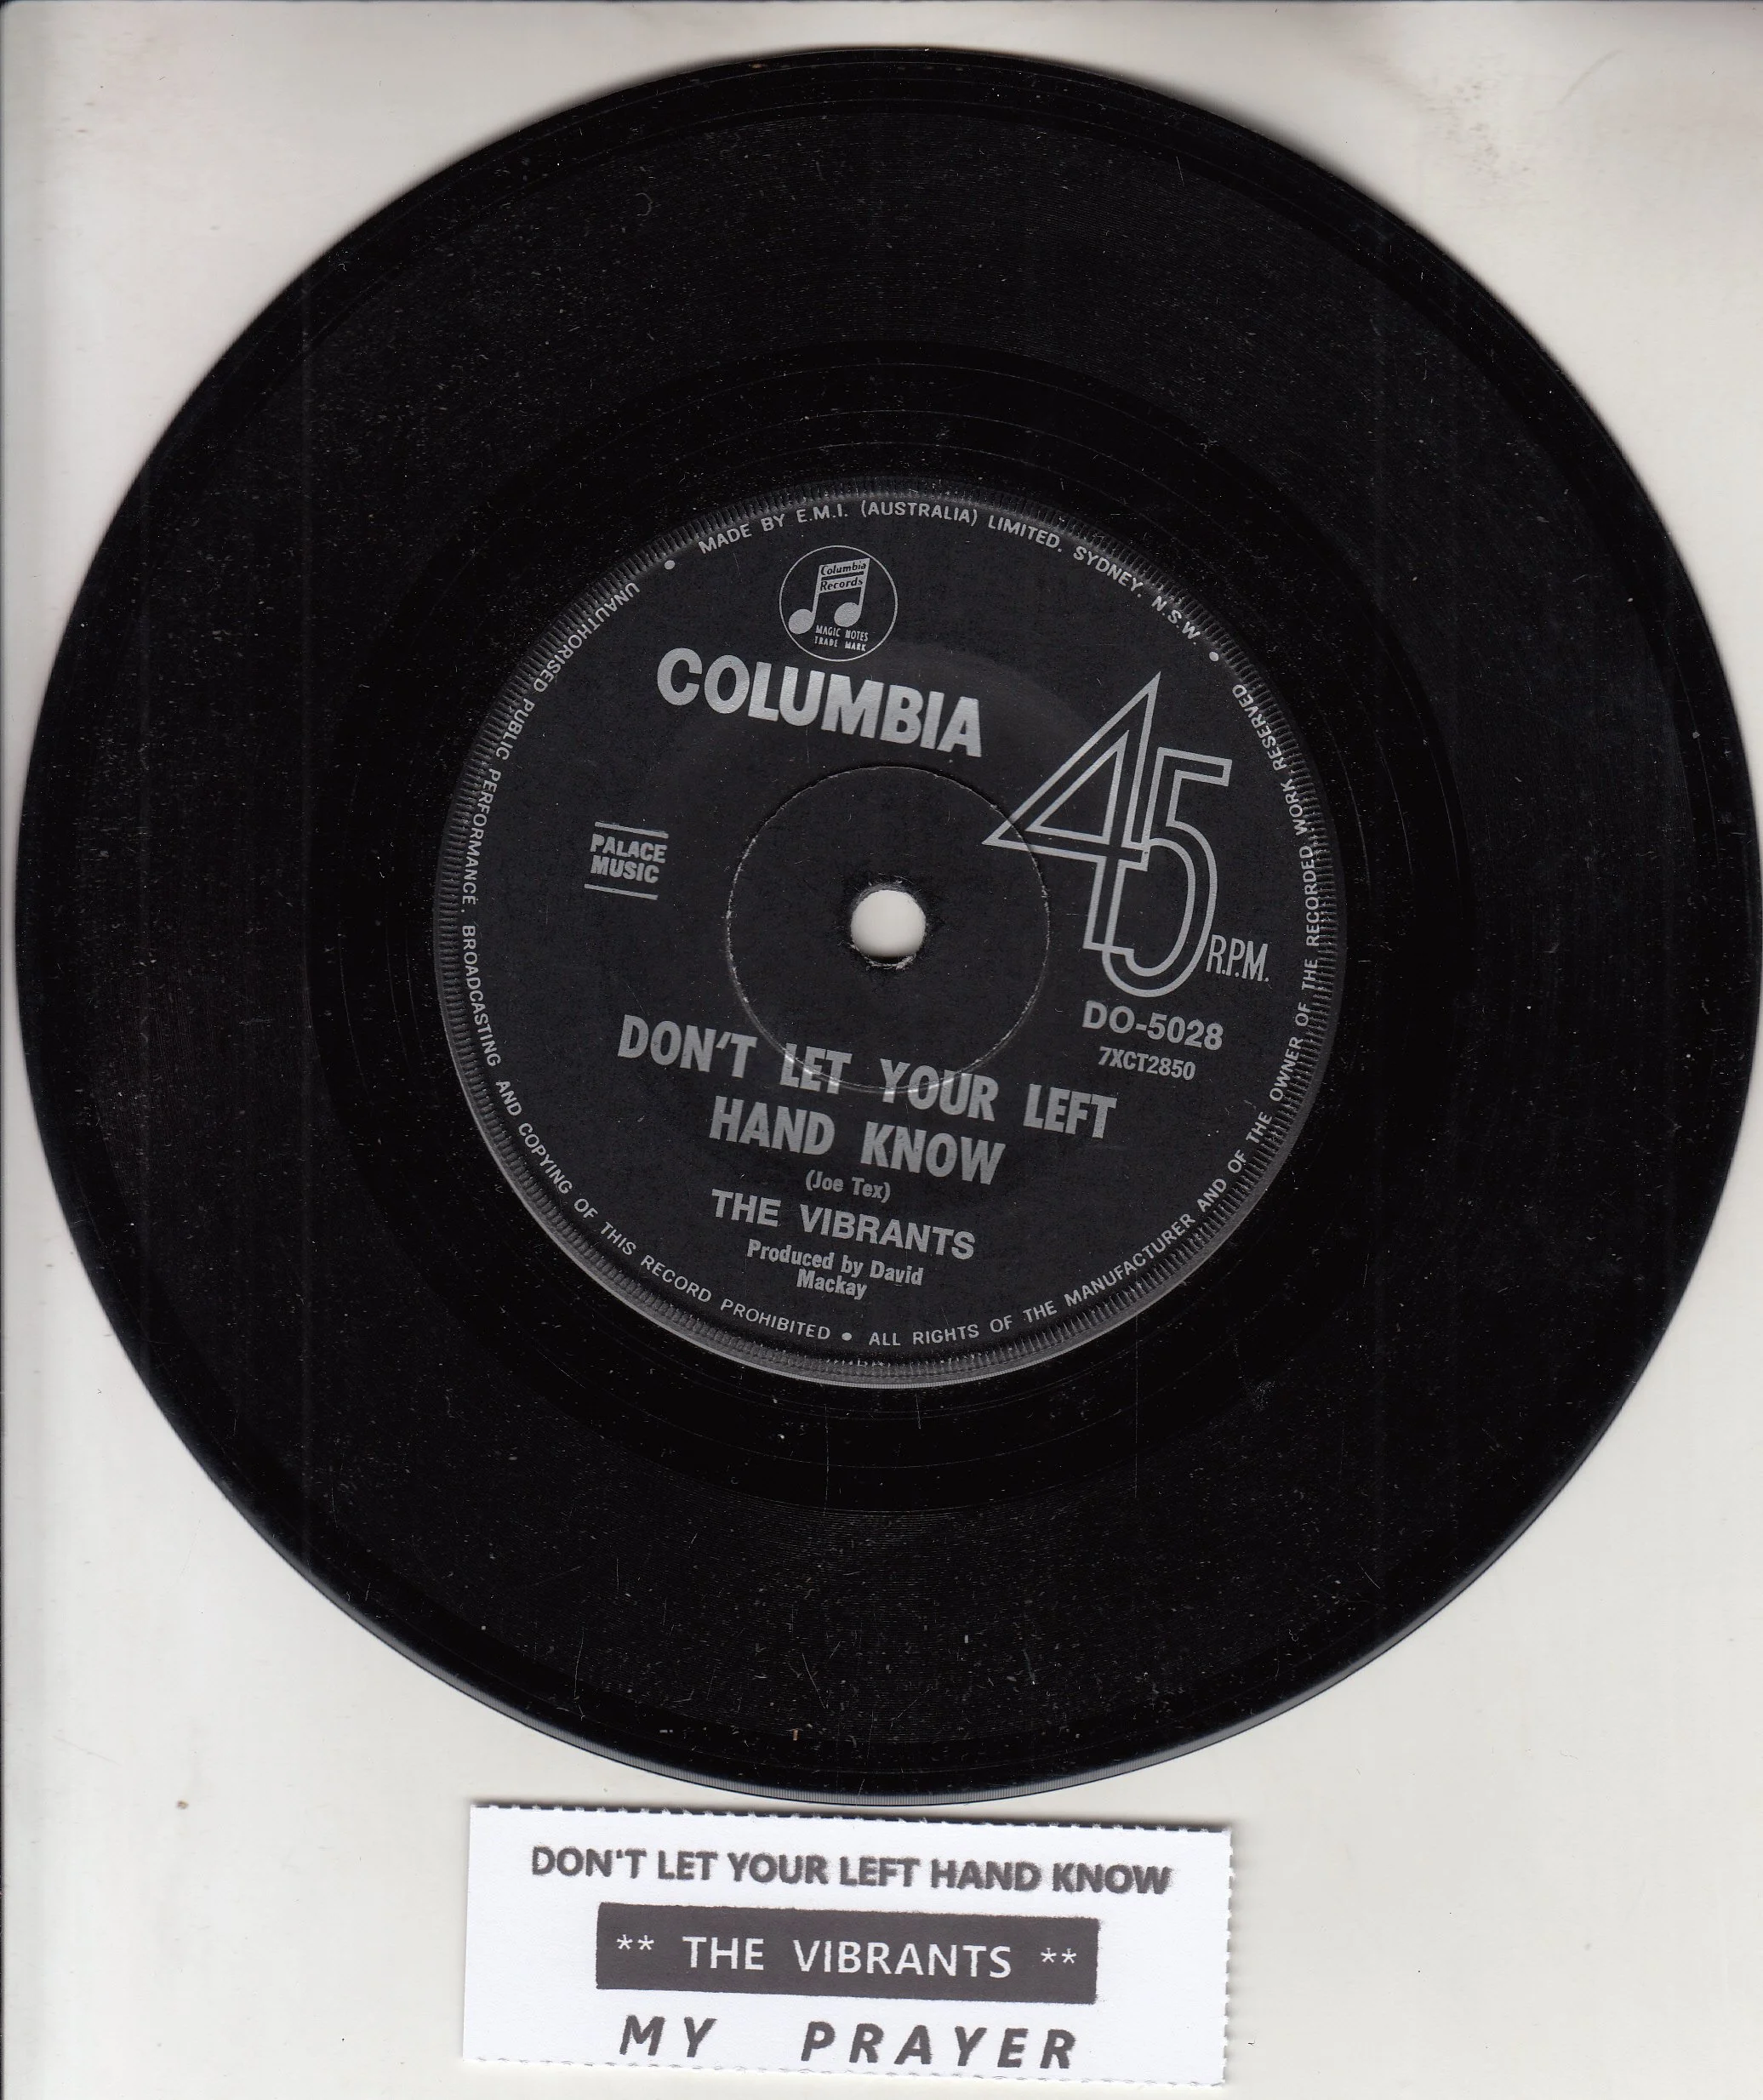 MADE BY E.M.I. (AUSTRALIA) LIMITED. SYDNEY. N.S.W. •
Columbia
Records
MAGIC NOTES
TRADE MARK
COLUMBIA
45 R.P.M.
PALACE
MUSIC
DO-5028
7XCT2850
DON'T LET YOUR LEFT
HAND KNOW
(Joe Tex)
THE VIBRANTS
Produced by David
Mackay
UNAUTHORISED PUBLIC PERFORMANCE, BROADCASTING AND COPYING OF THIS RECORD PROHIBITED • ALL RIGHTS OF THE MANUFACTURER AND OF THE OWNER OF THE RECORDED WORK RESERVED
DON'T LET YOUR LEFT HAND KNOW
** THE VIBRANTS **
MY PRAYER